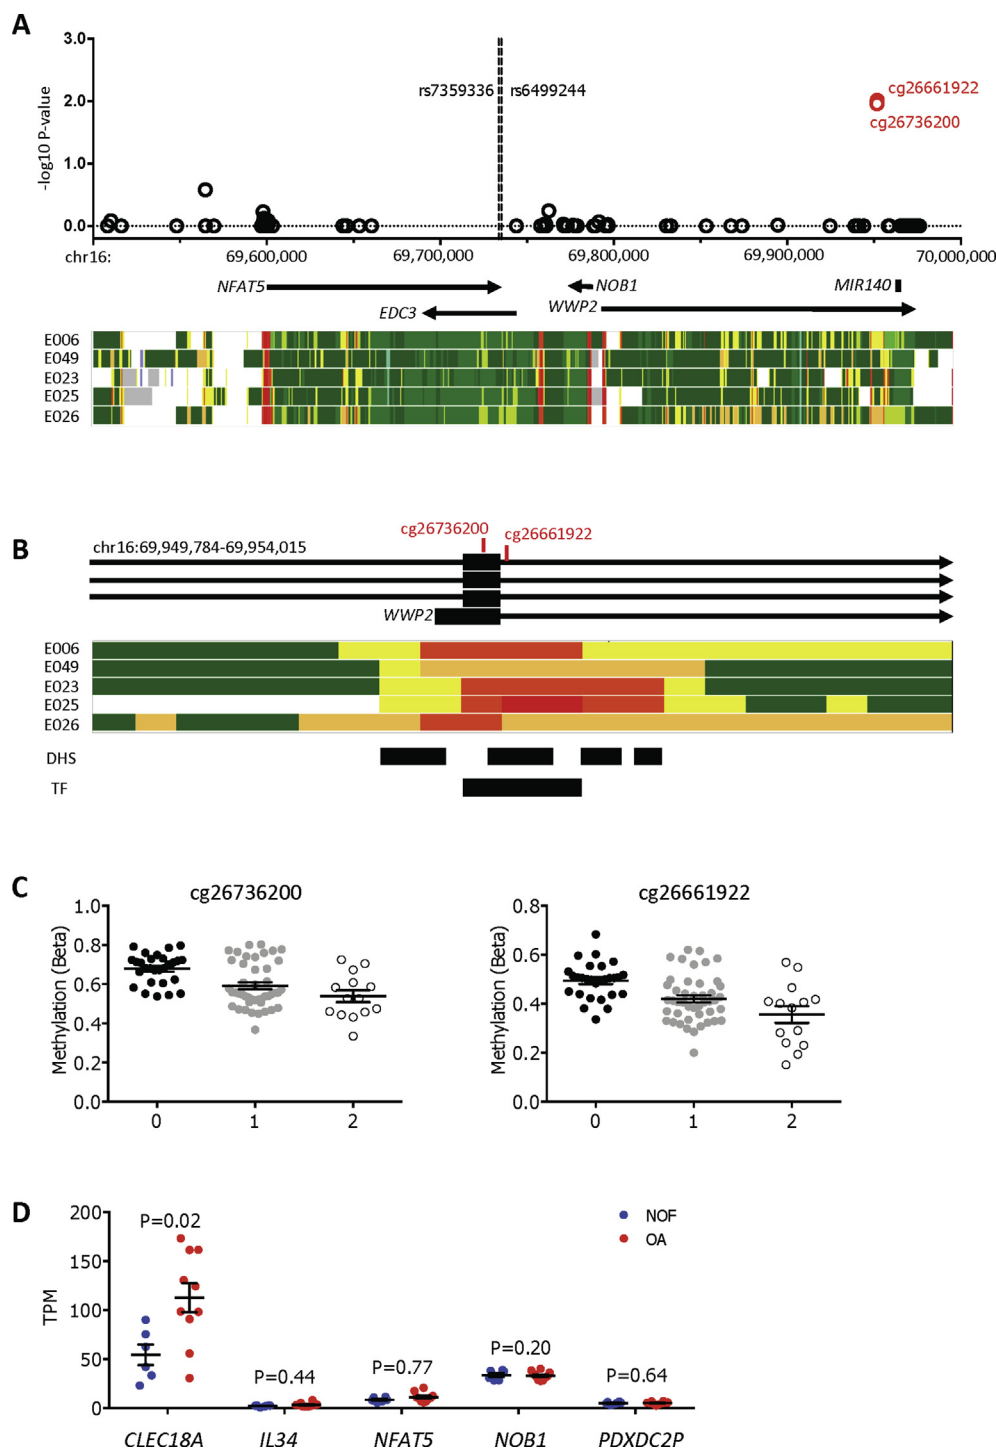 A
3.0
2.0
1.0
0.0
-log10 P-value
rs7359336
rs6499244
cg26661922
cg26736200
chr16:
69,600,000
69,700,000
69,800,000
69,900,000
70,000,000
NFAT5
NOB1
MIR140
EDC3
WWP2
E006
E049
E023
E025
E026
B
cg26736200
cg26661922
chr16:69,949,784-69,954,015
WWP2
E006
E049
E023
E025
E026
DHS
TF
C
cg26736200
Methylation (Beta)
1.0
0.8
0.6
0.4
0.2
0.0
0 1 2
cg26661922
Methylation (Beta)
0.8
0.6
0.4
0.2
0.0
0 1 2
D
TPM
200
150
100
50
0
P=0.02
P=0.44
P=0.77
P=0.20
P=0.64
NOF
OA
CLEC18A
IL34
NFAT5
NOB1
PDXDC2P